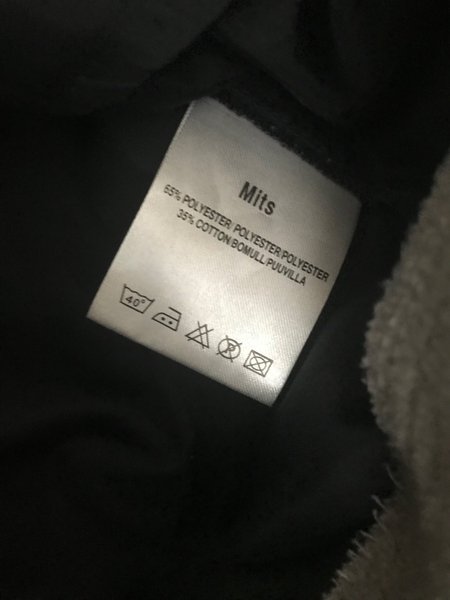 Mits
65% POLYESTER/POLYESTER/POLYESTER
35% COTTON/BOMULL/PUUVILLA
40°
P